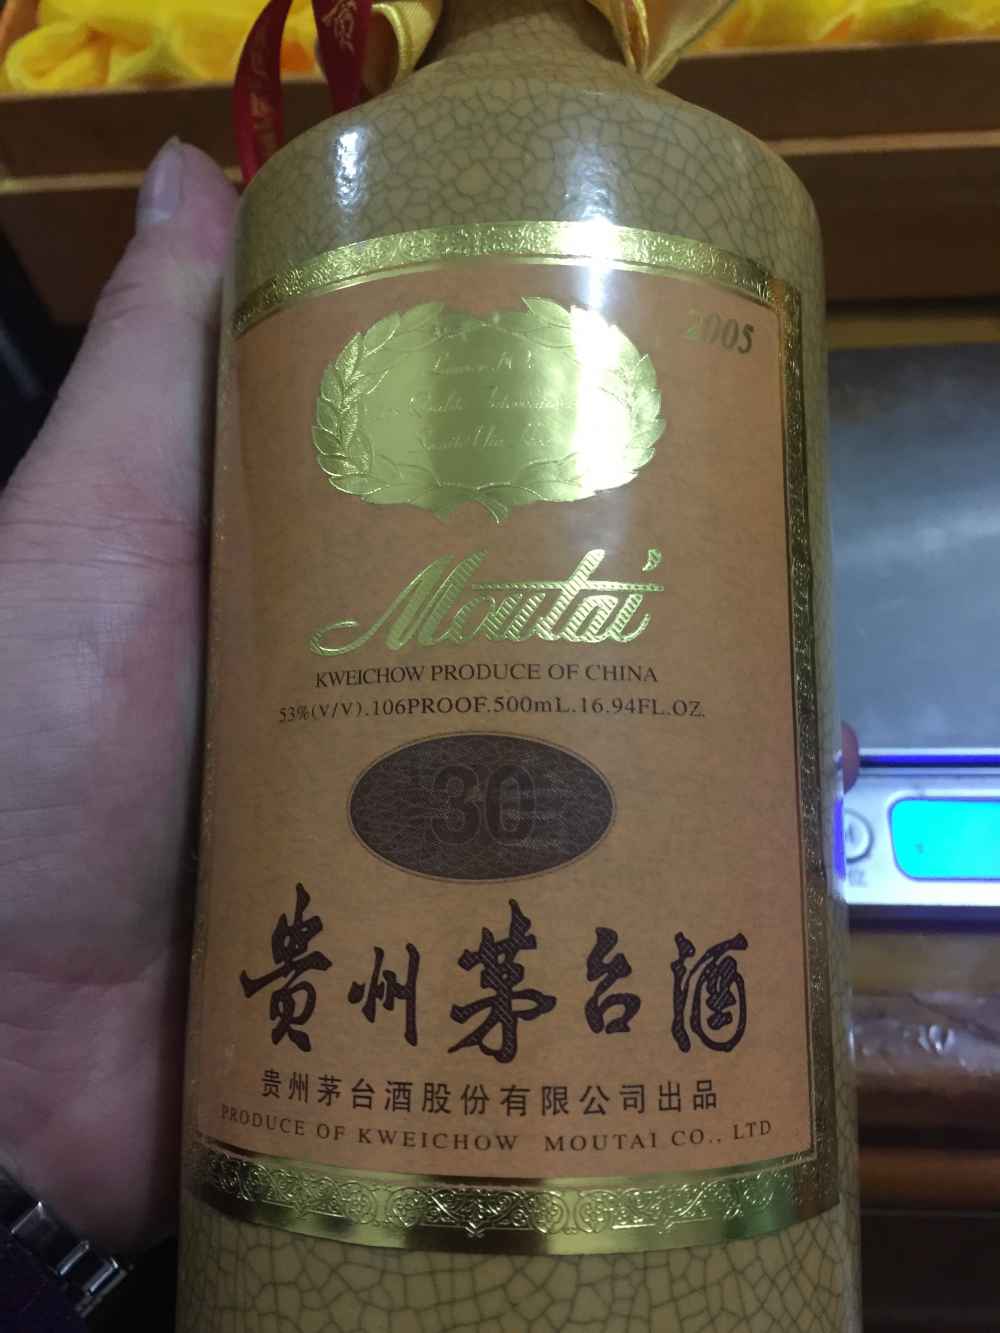 2005
Moutai
KWEICHOW PRODUCE OF CHINA
53%(V/V).106PROOF.500mL.16.94FL.OZ.
30
贵州茅台酒
贵州茅台酒股份有限公司出品
PRODUCE OF KWEICHOW MOUTAI CO., LTD